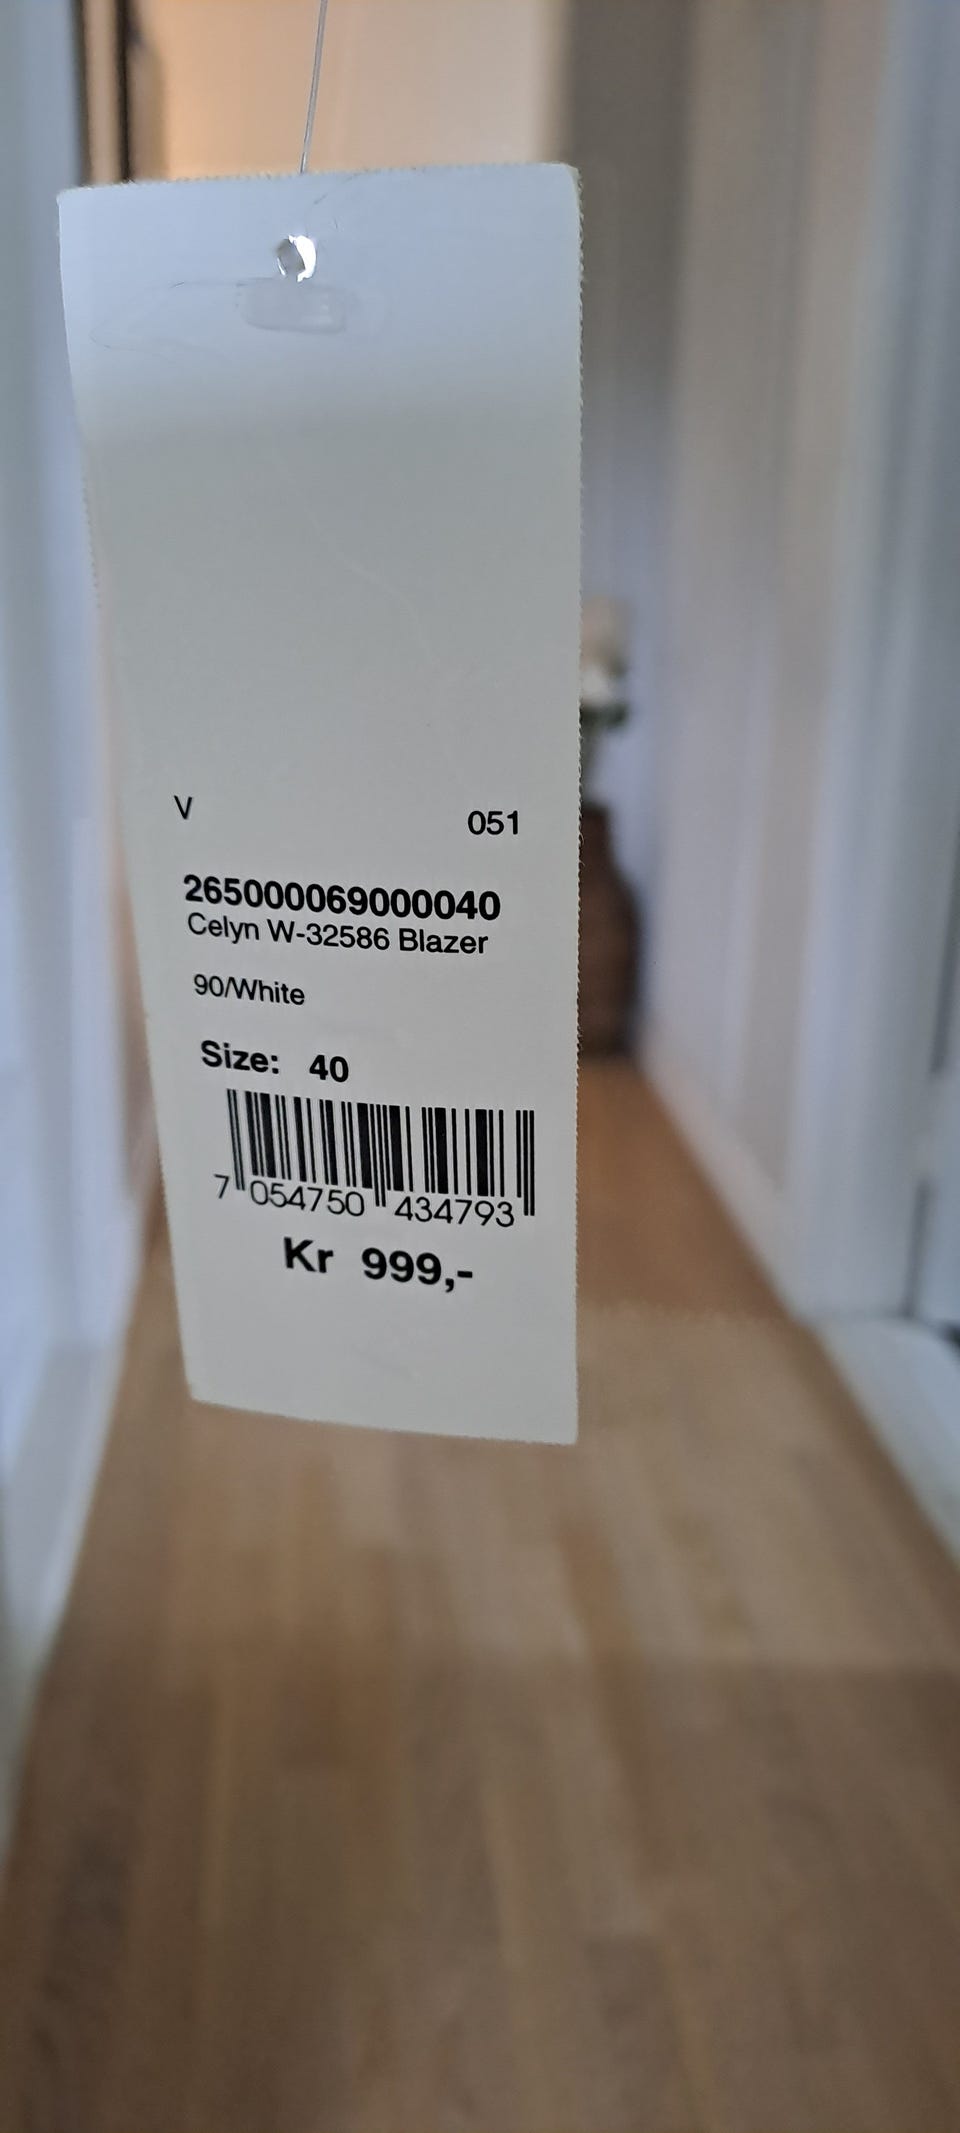 V 051
265000069000040
Celyn W-32586 Blazer
90/White
Size: 40
7 054750 434793
Kr 999,-